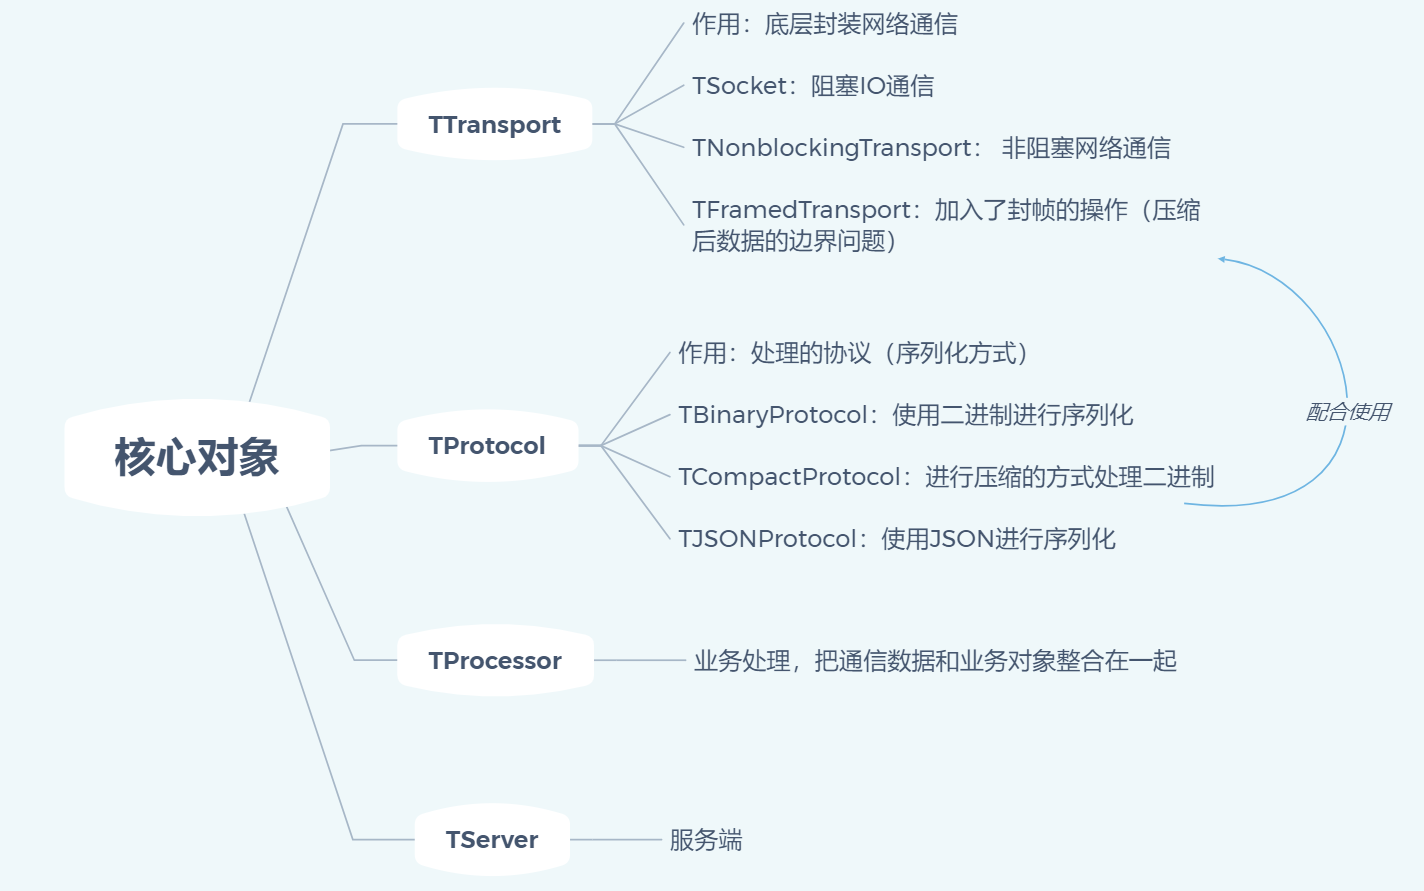 核心对象
TTransport
作用：底层封装网络通信
TSocket：阻塞IO通信
TNonblockingTransport： 非阻塞网络通信
TFramedTransport：加入了封帧的操作（压缩
后数据的边界问题）
TProtocol
作用：处理的协议（序列化方式）
TBinaryProtocol：使用二进制进行序列化
TCompactProtocol：进行压缩的方式处理二进制
TJSONProtocol：使用JSON进行序列化
配合使用
TProcessor
业务处理，把通信数据和业务对象整合在一起
TServer
服务端